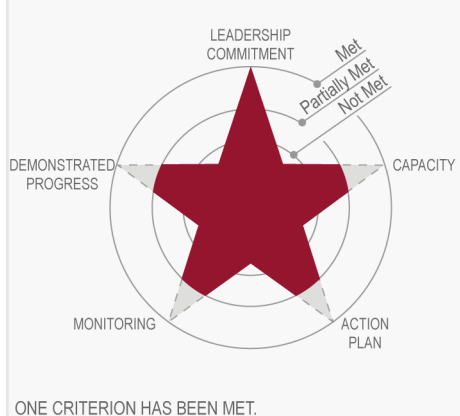 LEADERSHIP
COMMITMENT
Met
Partially Met
Not Met
DEMONSTRATED
PROGRESS
CAPACITY
MONITORING
ACTION
PLAN
ONE CRITERION HAS BEEN MET.